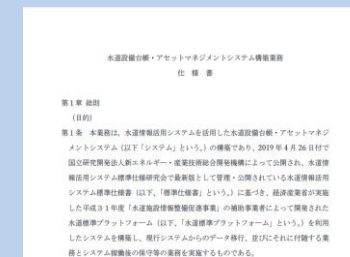 水道設備台帳・アセットマネジメントシステム構築業務
仕 様 書
第1章 総則
（目的）
第1条 本業務は、水道情報活用システムを活用した水道設備台帳・アセットマネジ
メントシステム（以下「システム」という。）の構築であり、2019年4月26日付で
国立研究開発法人新エネルギー・産業技術総合開発機構によって公開され、水道情
報活用システム標準仕様研究会で最新版として管理・公開されている水道情報活用
システム標準仕様書（以下、「標準仕様書」という。）に基づき、経済産業省が実施
した平成31年度「水道施設情報整備促進事業」の補助事業者によって開発された
水道標準プラットフォーム（以下、「水道標準プラットフォーム」という。）を利用
したシステムを構築し、現行システムからのデータ移行、並びにそれに付随する業
務とシステム稼働後の保守等の業務を実施するものである。